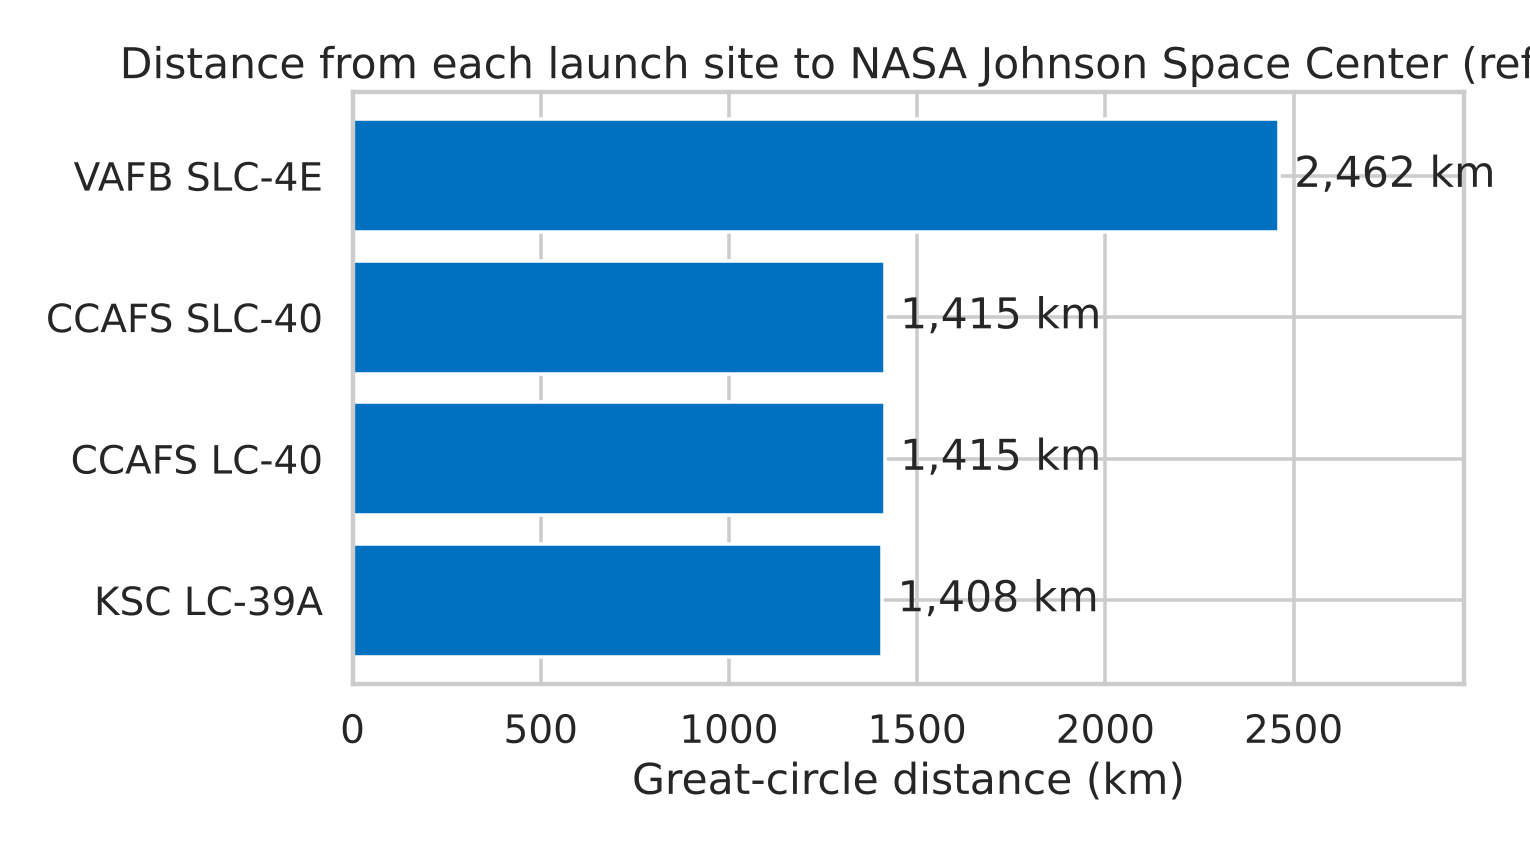 Distance from each launch site to NASA Johnson Space Center (ref
VAFB SLC-4E
2,462 km
CCAFS SLC-40
1,415 km
CCAFS LC-40
1,415 km
KSC LC-39A
1,408 km
0 500 1000 1500 2000 2500
Great-circle distance (km)